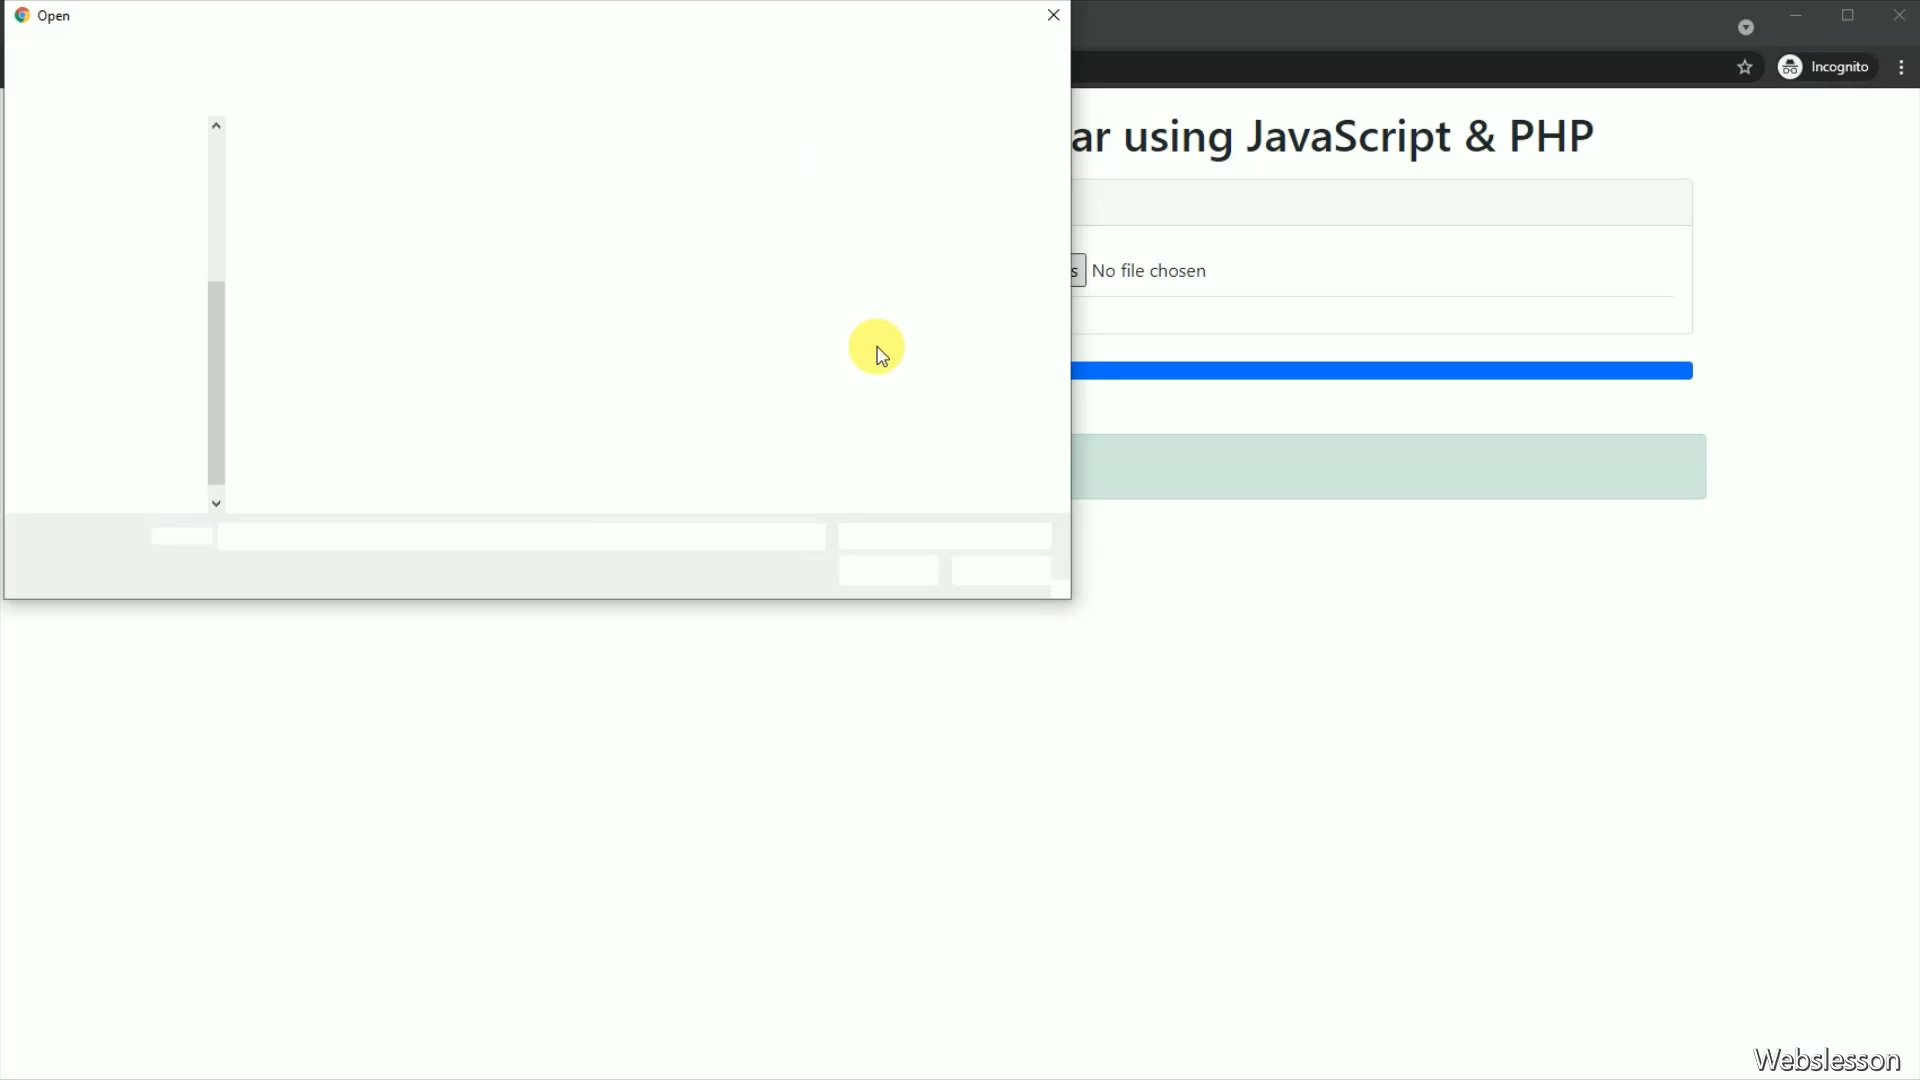 Open
Incognito
ar using JavaScript & PHP
s No file chosen
Webslesson